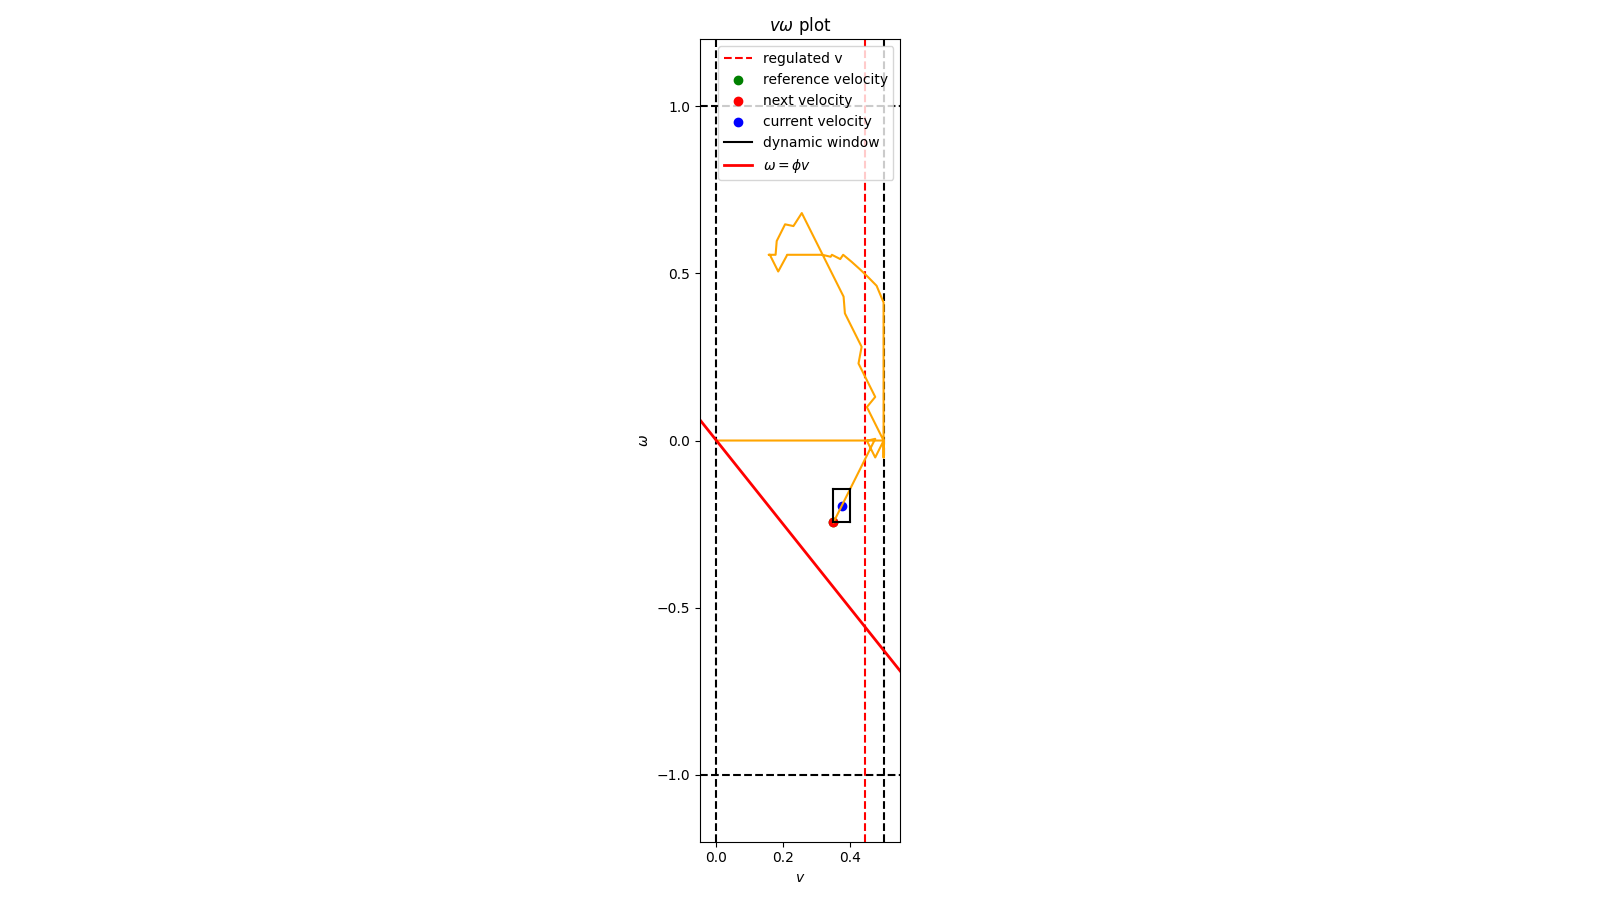 vω plot
regulated v
reference velocity
next velocity
current velocity
dynamic window
ω = ϕv
1.0
0.5
0.0
−0.5
−1.0
ω
0.0 0.2 0.4
v